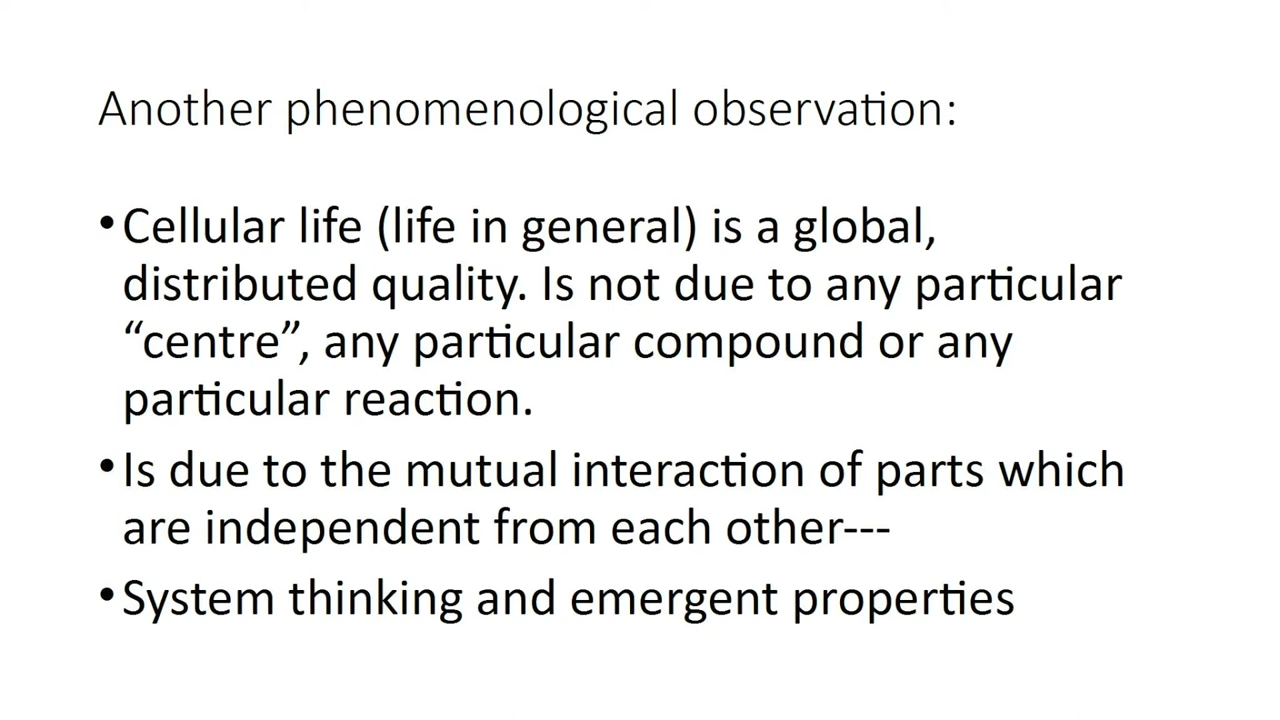 Another phenomenological observation:
•Cellular life (life in general) is a global,
distributed quality. Is not due to any particular
“centre”, any particular compound or any
particular reaction.
•Is due to the mutual interaction of parts which
are independent from each other---
•System thinking and emergent properties